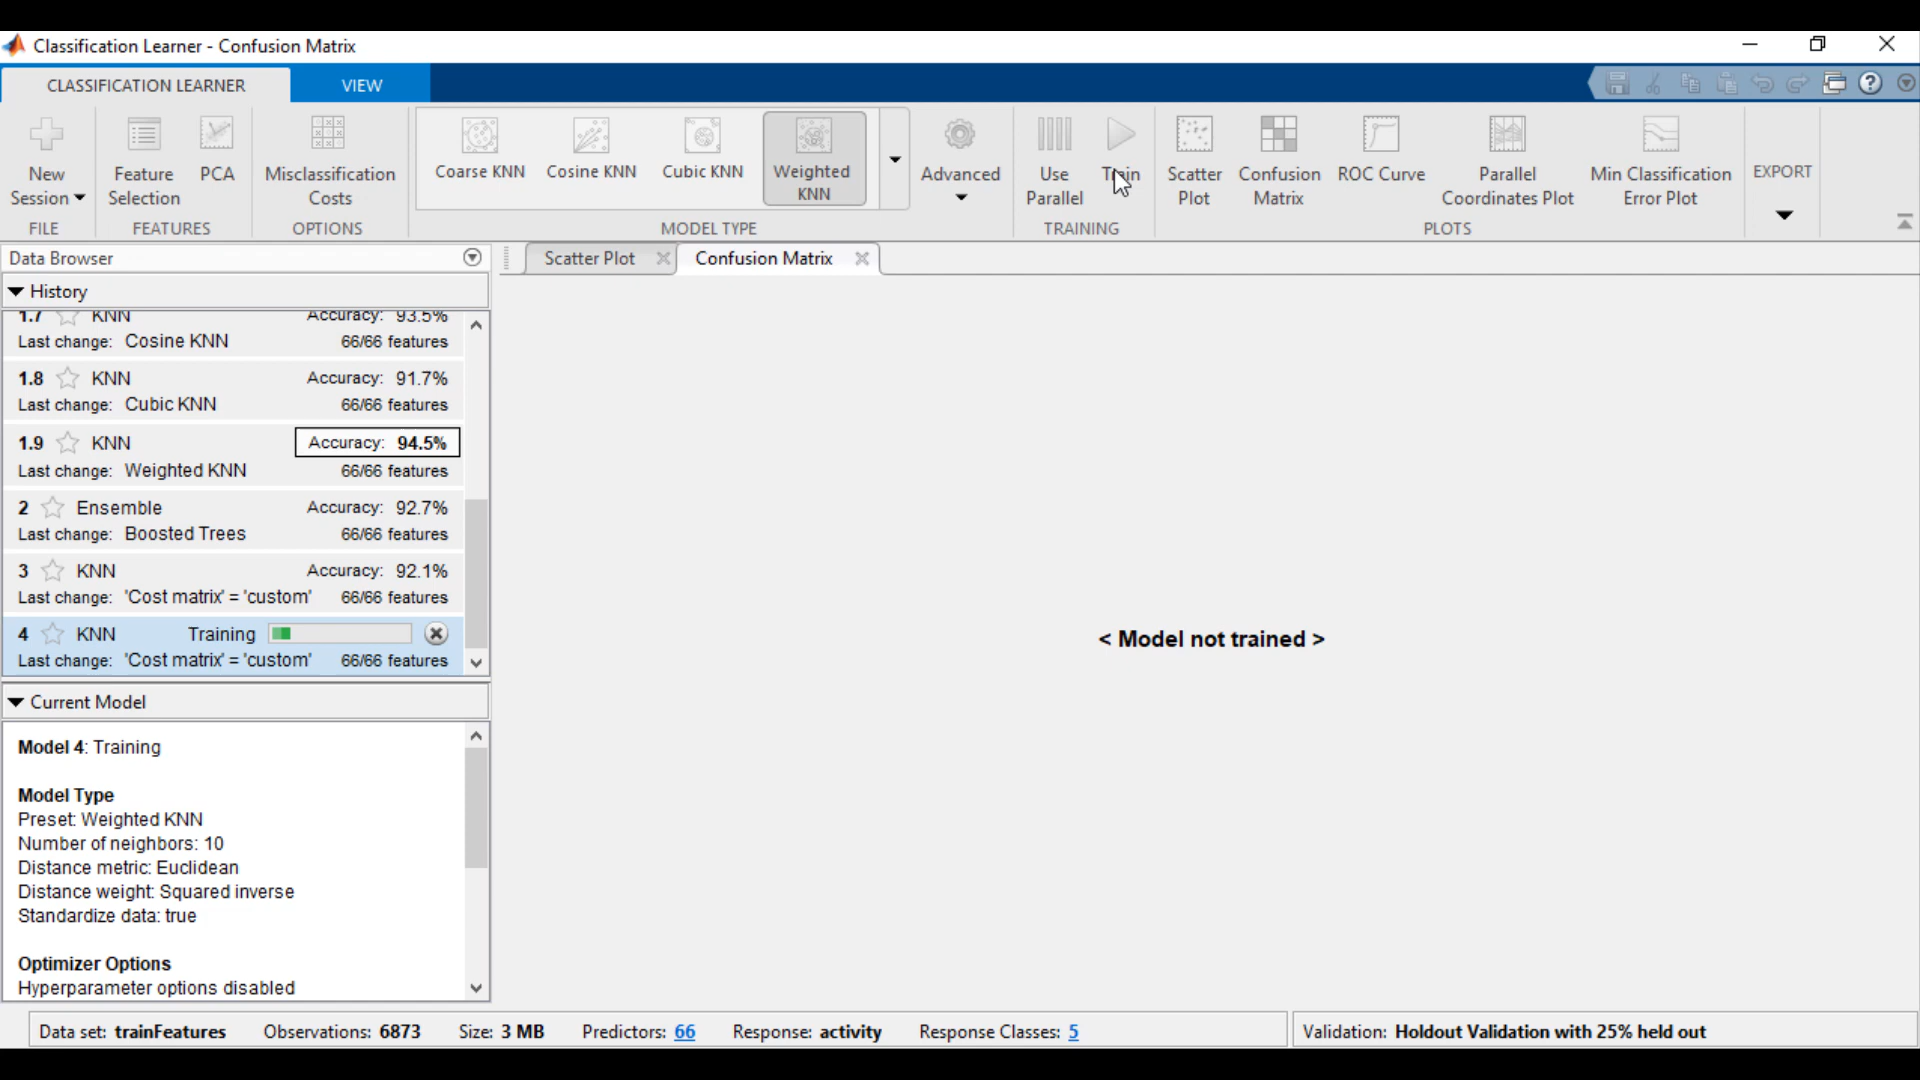 Classification Learner - Confusion Matrix
CLASSIFICATION LEARNER
VIEW
New Session
Feature Selection
PCA
Misclassification Costs
Coarse KNN
Cosine KNN
Cubic KNN
Weighted KNN
Advanced
Use Parallel
Train
Scatter Plot
Confusion Matrix
ROC Curve
Parallel Coordinates Plot
Min Classification Error Plot
EXPORT
FILE
FEATURES
OPTIONS
MODEL TYPE
TRAINING
PLOTS
Data Browser
Scatter Plot
Confusion Matrix
History
1.7 KNN Accuracy: 93.5%
Last change: Cosine KNN 66/66 features
1.8 KNN Accuracy: 91.7%
Last change: Cubic KNN 66/66 features
1.9 KNN Accuracy: 94.5%
Last change: Weighted KNN 66/66 features
2 Ensemble Accuracy: 92.7%
Last change: Boosted Trees 66/66 features
3 KNN Accuracy: 92.1%
Last change: 'Cost matrix' = 'custom' 66/66 features
4 KNN Training
Last change: 'Cost matrix' = 'custom' 66/66 features
< Model not trained >
Current Model
Model 4: Training
Model Type
Preset: Weighted KNN
Number of neighbors: 10
Distance metric: Euclidean
Distance weight: Squared inverse
Standardize data: true
Optimizer Options
Hyperparameter options disabled
Data set: trainFeatures Observations: 6873 Size: 3 MB Predictors: 66 Response: activity Response Classes: 5
Validation: Holdout Validation with 25% held out